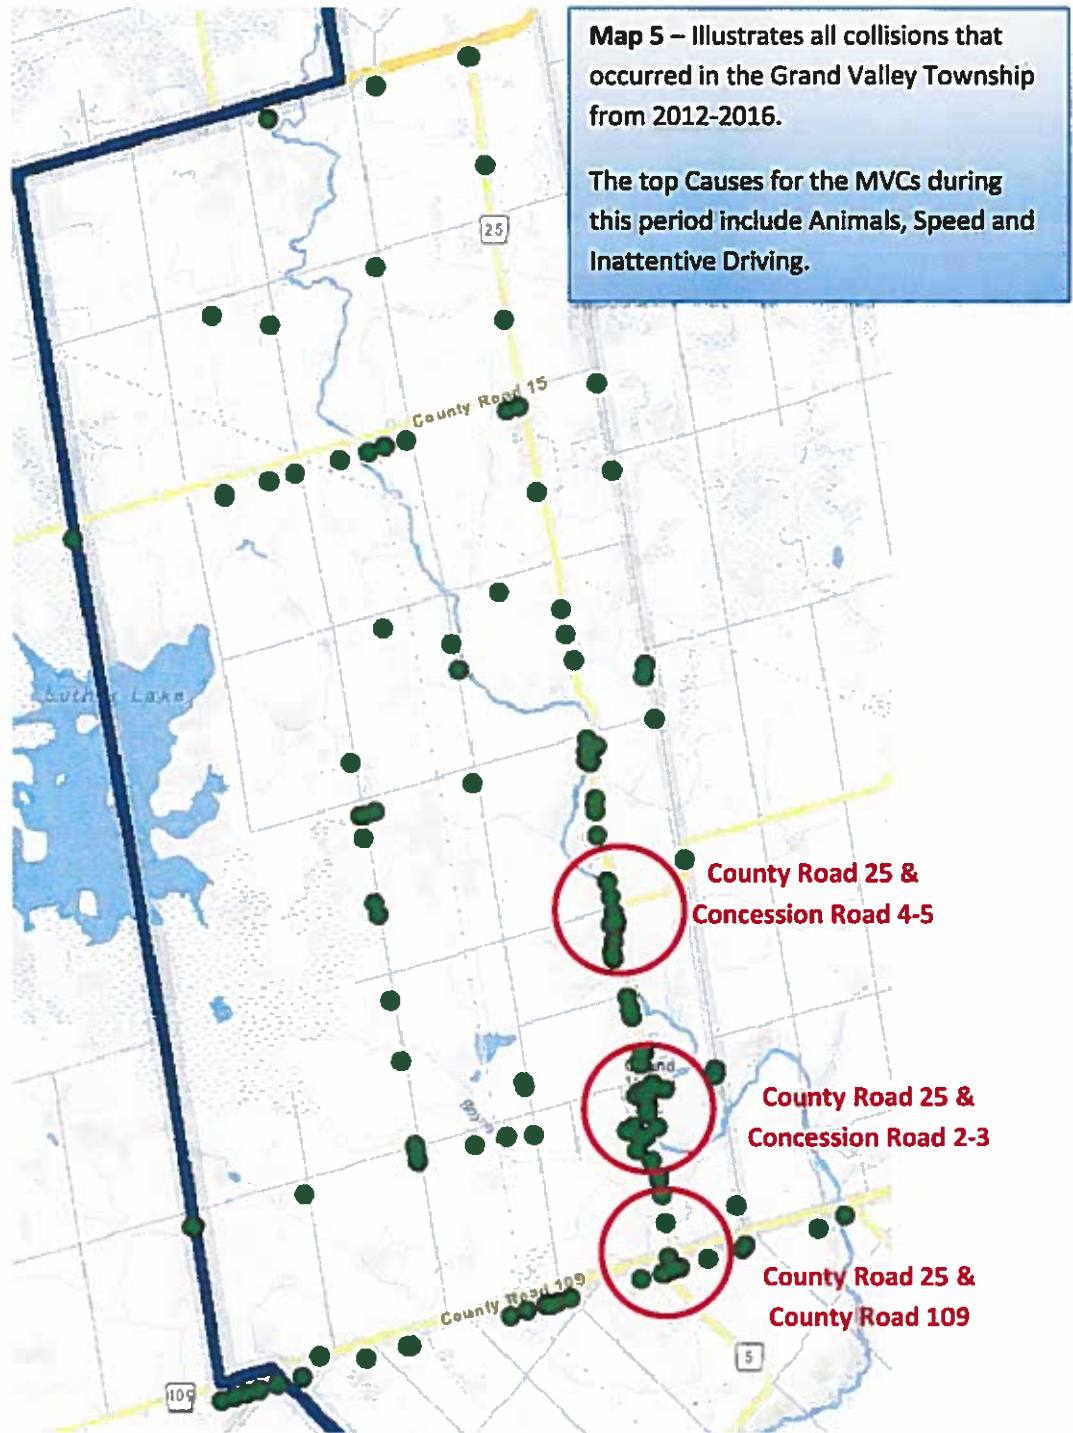 Map 5 – Illustrates all collisions that
occurred in the Grand Valley Township
from 2012-2016.
The top Causes for the MVCs during
this period include Animals, Speed and
Inattentive Driving.
25
County Road 15
Luther Lake
County Road 25 &
Concession Road 4-5
County Road 25 &
Concession Road 2-3
County Road 25 &
County Road 109
County Road 109
5
109